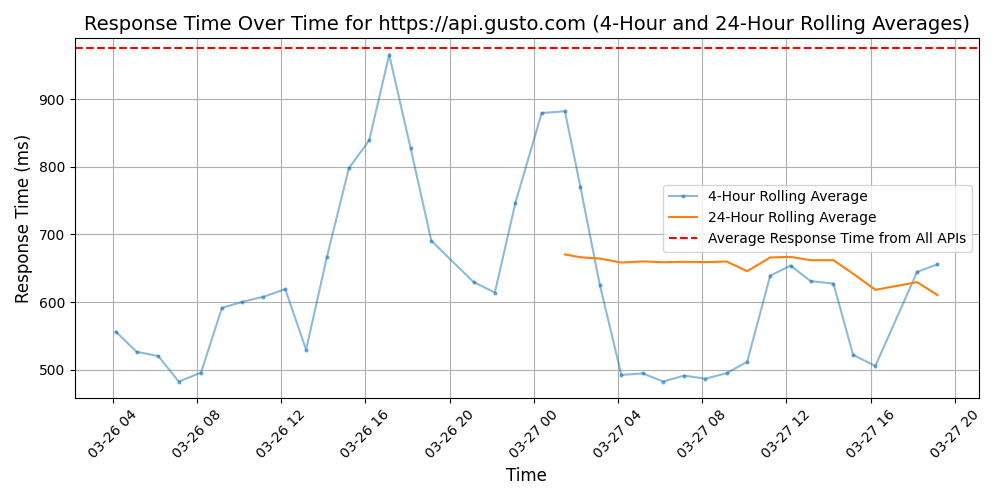 Response Time Over Time for https://api.gusto.com (4-Hour and 24-Hour Rolling Averages)
Response Time (ms)
900
800
700
600
500
4-Hour Rolling Average
24-Hour Rolling Average
Average Response Time from All APIs
03-26 04
03-26 08
03-26 12
03-26 16
03-26 20
03-27 00
03-27 04
03-27 08
03-27 12
03-27 16
03-27 20
Time